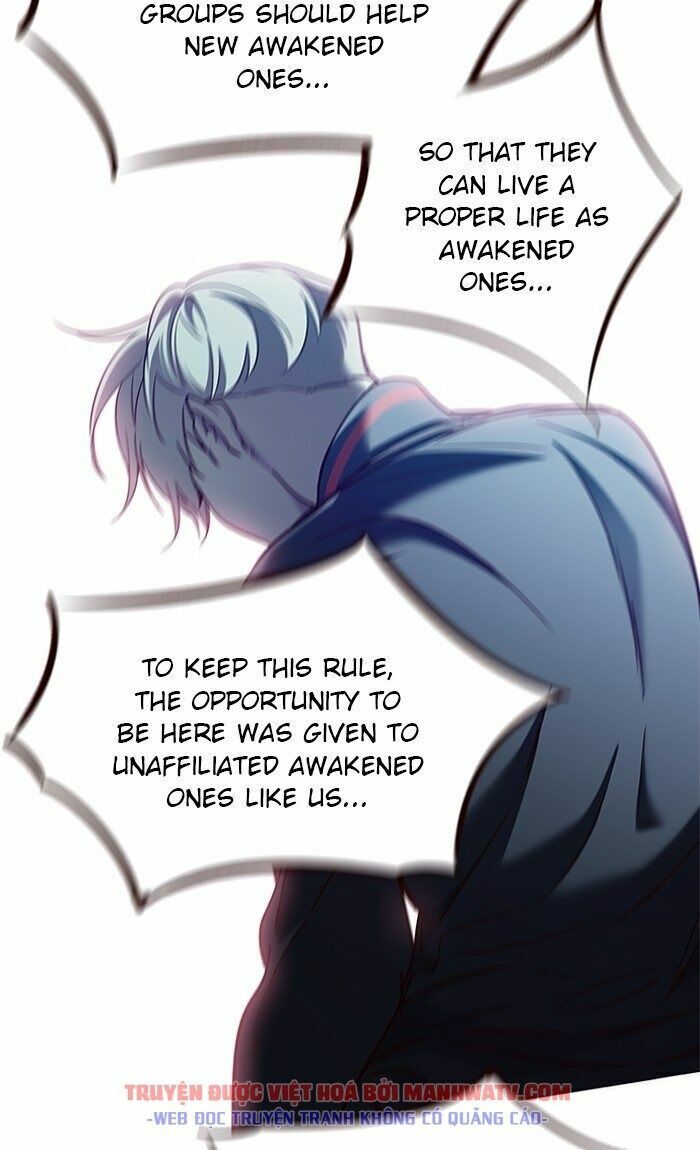 GROUPS SHOULD HELP
NEW AWAKENED
ONES...
SO THAT THEY
CAN LIVE A
PROPER LIFE AS
AWAKENED
ONES...
TO KEEP THIS RULE,
THE OPPORTUNITY TO
BE HERE WAS GIVEN TO
UNAFFILIATED AWAKENED
ONES LIKE US...
TRUYỆN ĐƯỢC VIỆT HOÁ BỞI MANHWATV.COM
-WEB ĐỌC TRUYỆN TRANH KHÔNG CÓ QUẢNG CÁO-